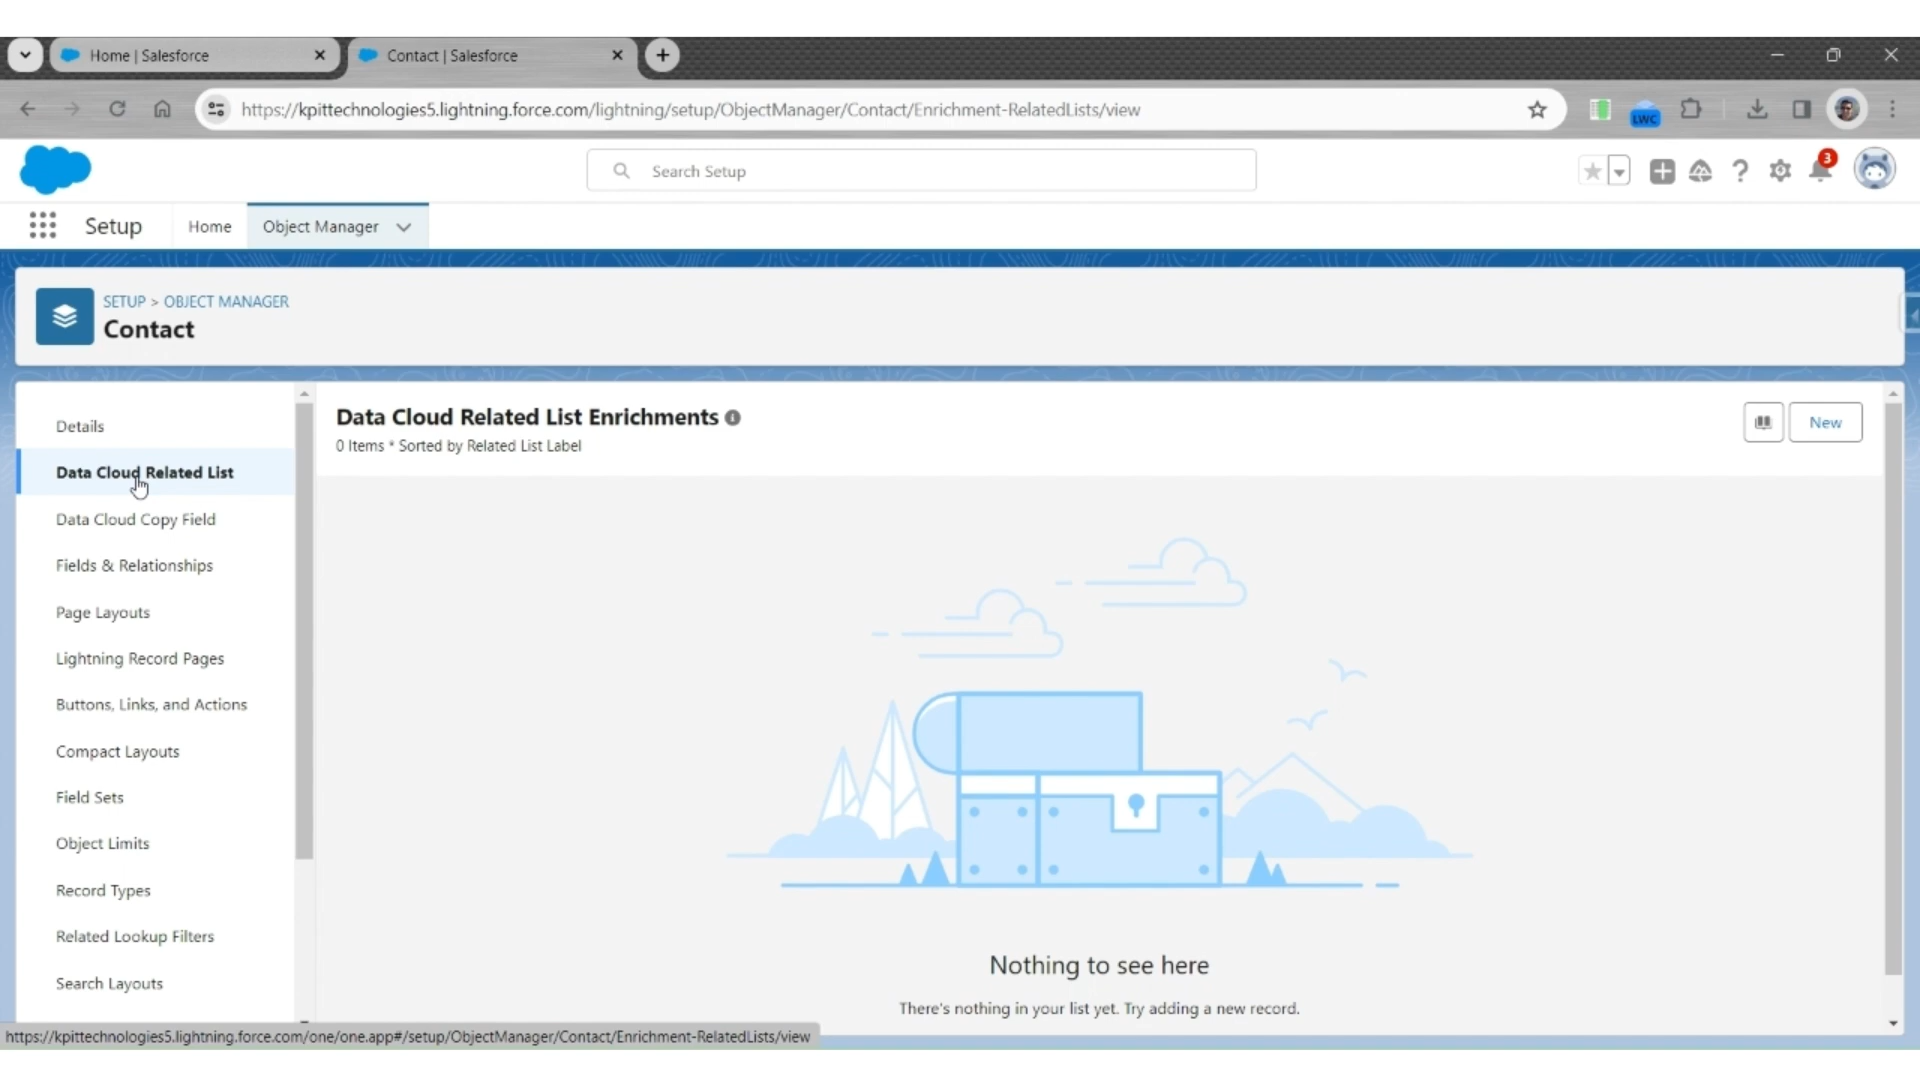 Home | Salesforce
Contact | Salesforce
https://kpittechnologies5.lightning.force.com/lightning/setup/ObjectManager/Contact/Enrichment-RelatedLists/view
LWC
Search Setup
3
Setup
Home
Object Manager
SETUP > OBJECT MANAGER
Contact
Details
Data Cloud Related List
Data Cloud Copy Field
Fields & Relationships
Page Layouts
Lightning Record Pages
Buttons, Links, and Actions
Compact Layouts
Field Sets
Object Limits
Record Types
Related Lookup Filters
Search Layouts
Data Cloud Related List Enrichments
0 Items * Sorted by Related List Label
New
Nothing to see here
There's nothing in your list yet. Try adding a new record.
https://kpittechnologies5.lightning.force.com/one/one.app#/setup/ObjectManager/Contact/Enrichment-RelatedLists/view